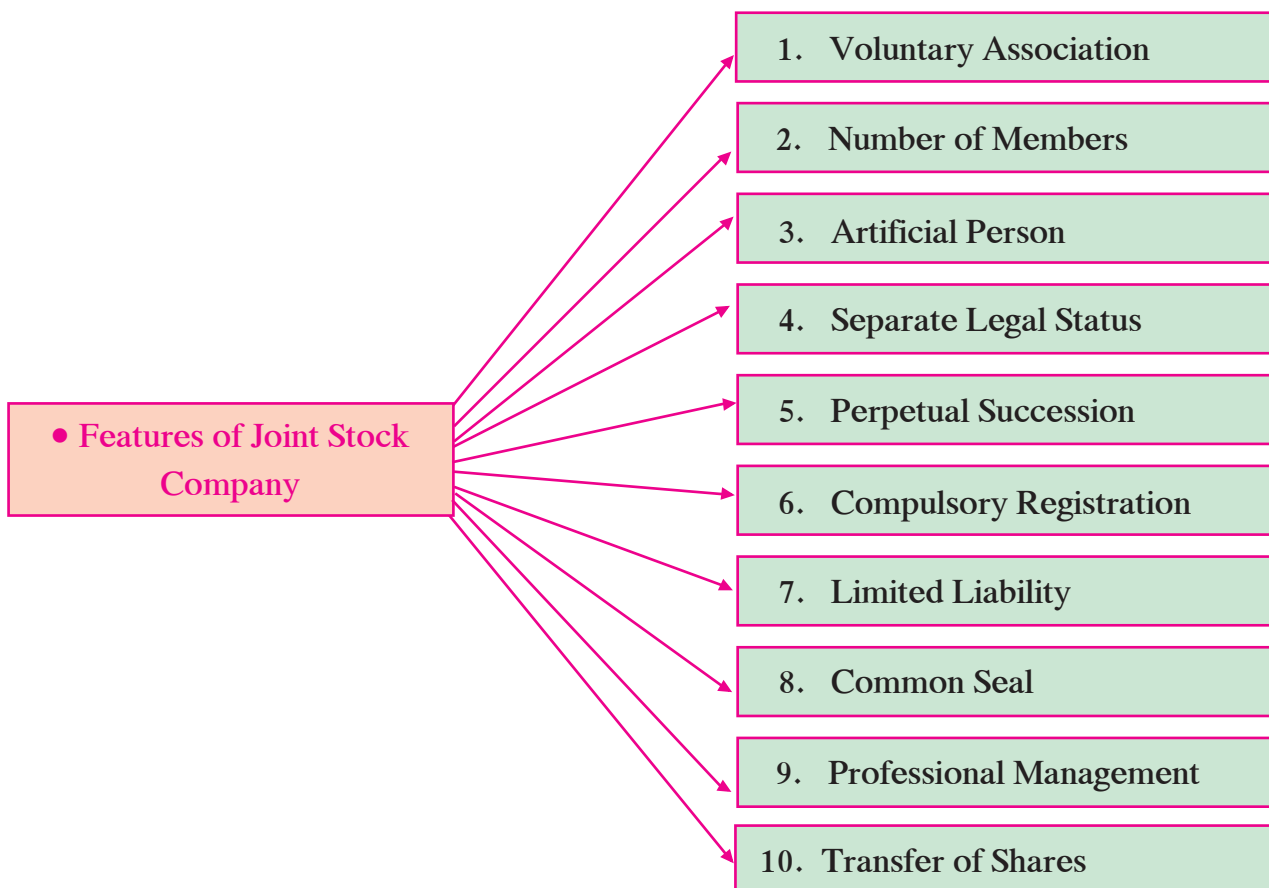 • Features of Joint Stock
Company
1. Voluntary Association
2. Number of Members
3. Artificial Person
4. Separate Legal Status
5. Perpetual Succession
6. Compulsory Registration
7. Limited Liability
8. Common Seal
9. Professional Management
10. Transfer of Shares